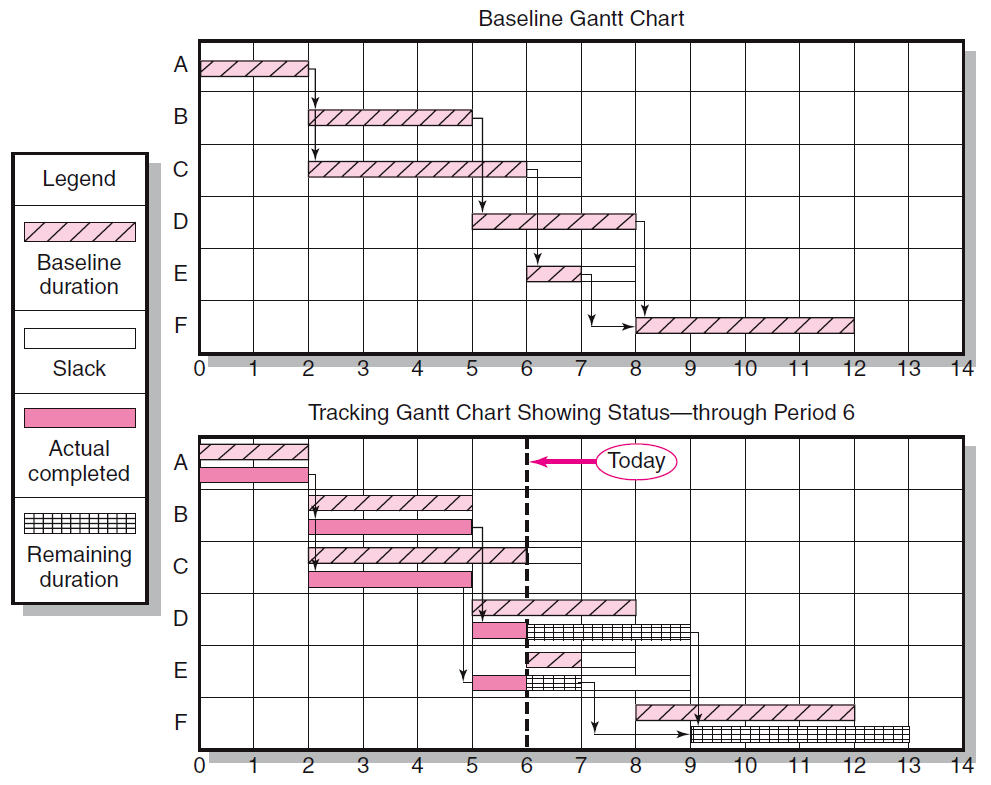 Baseline Gantt Chart
A
B
C
D
E
F
0 1 2 3 4 5 6 7 8 9 10 11 12 13 14
Legend
Baseline
duration
Slack
Actual
completed
Remaining
duration
Tracking Gantt Chart Showing Status—through Period 6
Today
A
B
C
D
E
F
0 1 2 3 4 5 6 7 8 9 10 11 12 13 14